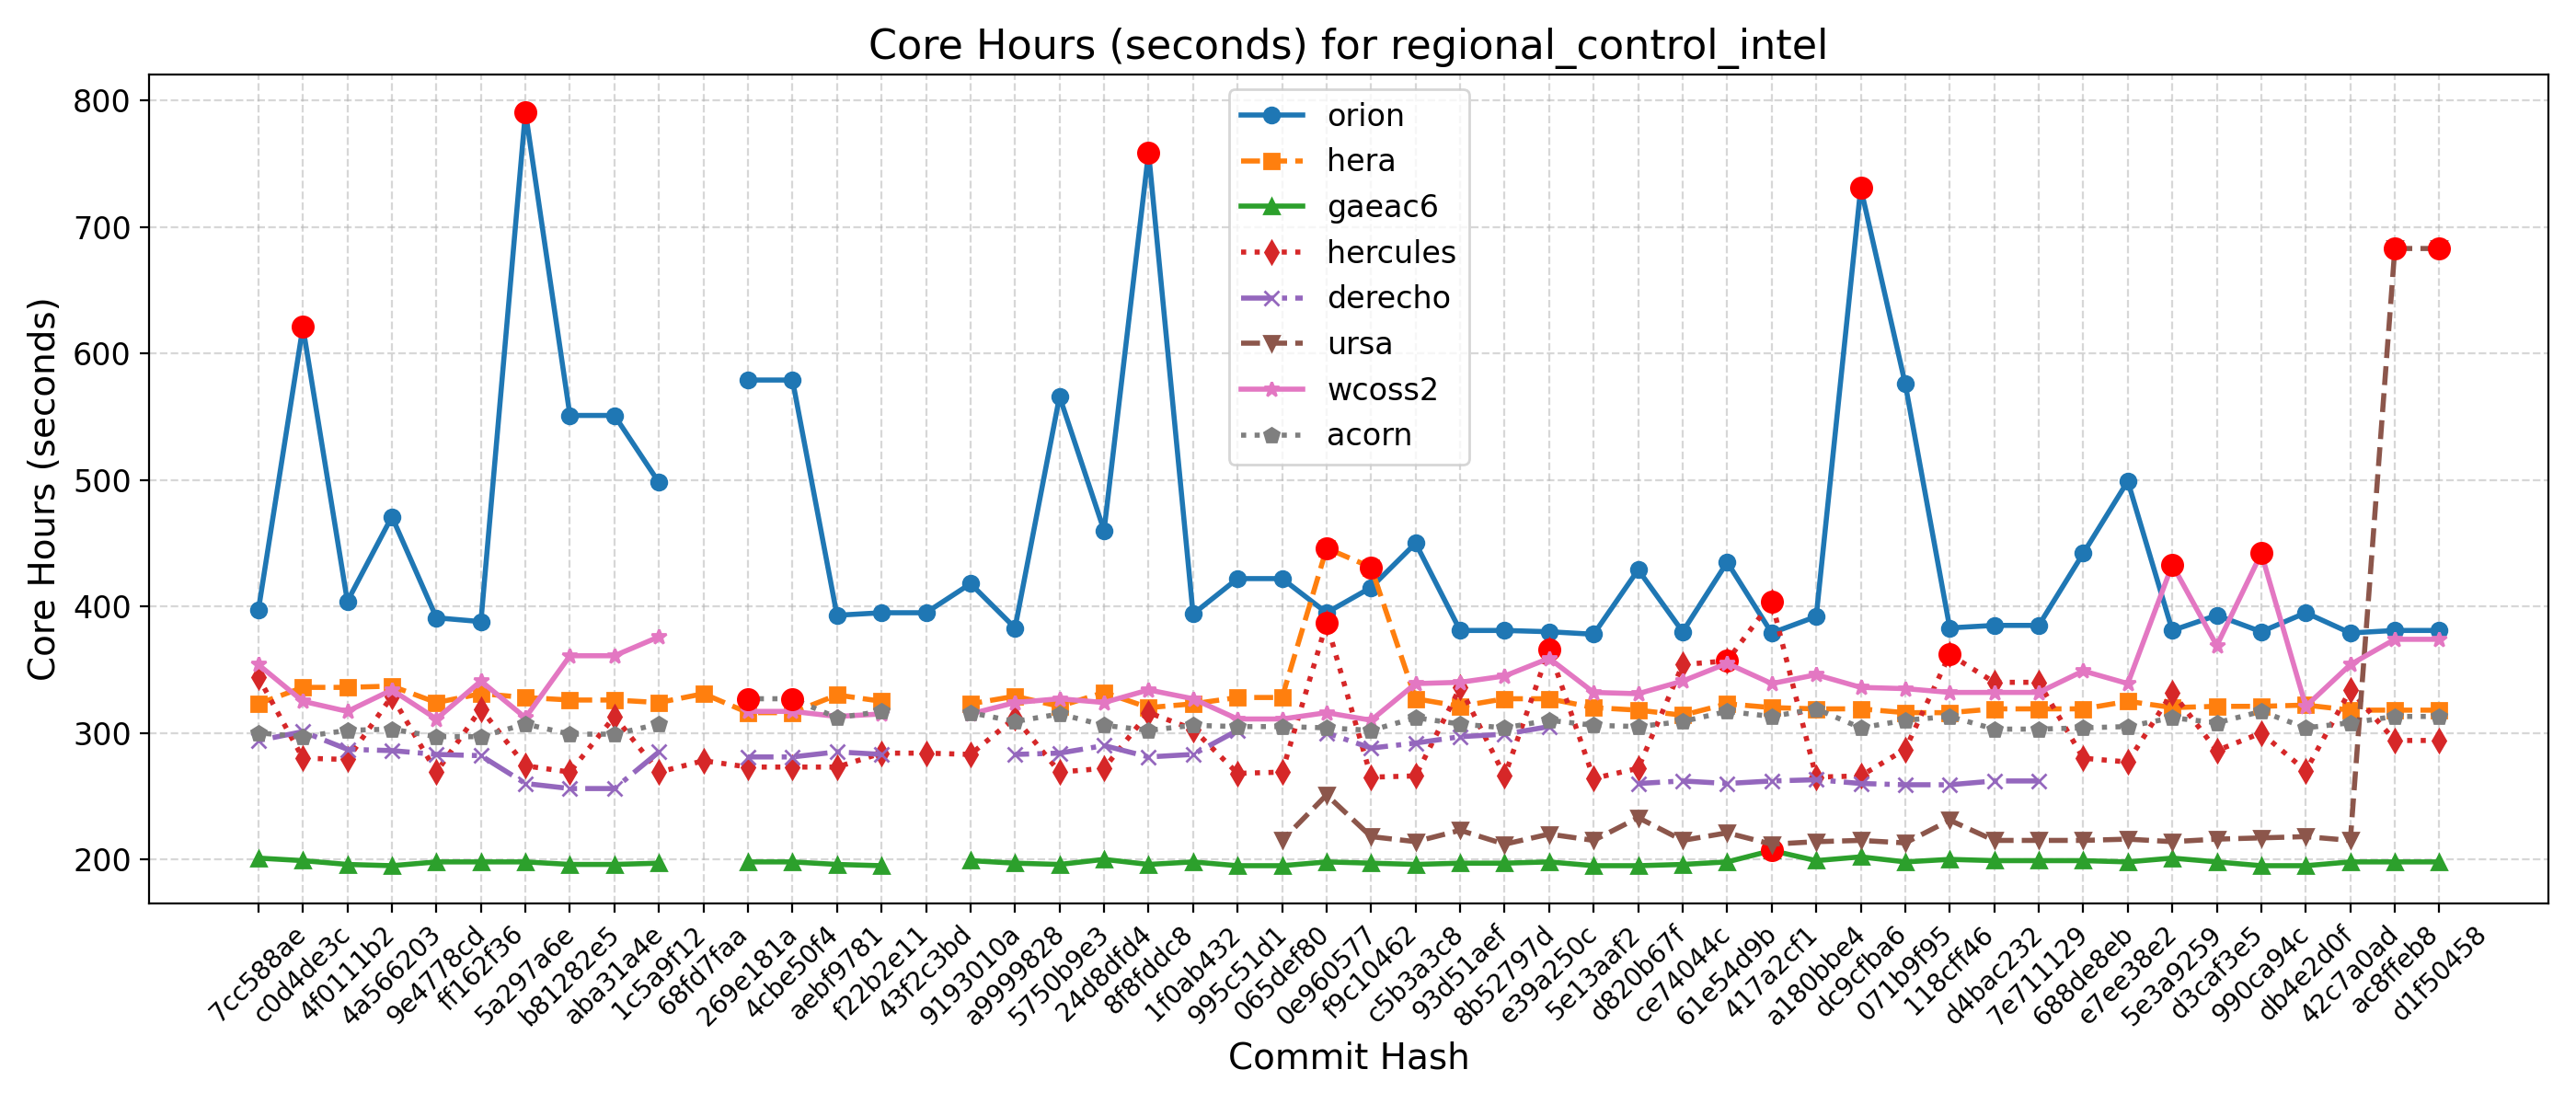 Core Hours (seconds) for regional_control_intel
Core Hours (seconds)
800
700
600
500
400
300
200
orion
hera
gaeac6
hercules
derecho
ursa
wcoss2
acorn
7cc588ae
c0d4de3c
4f0111b2
4a566203
9e4778cd
ff162f36
5a297a6e
b81282e5
aba31a4e
1c5a9f12
68fd7faa
269e181a
4cbe50f4
aebf9781
f22b2e11
43f2c3bd
9193010a
a9999828
5750b9e3
24d8dfd4
8f8fddc8
1f0ab432
995c51d1
065def80
0e960577
f9c10462
c5b3a3c8
93d51aef
8b52797d
e39a250c
5e13aaf2
d820b67f
ce74044c
61e54d9b
417a2cf1
a180bbe4
dc9cfba6
071b9f95
118cff46
d4bac232
7e711129
688de8eb
e7ee38e2
5e3a9259
d3caf3e5
990ca94c
db4e2d0f
42c7a0ad
ac8ffeb8
d1f50458
Commit Hash